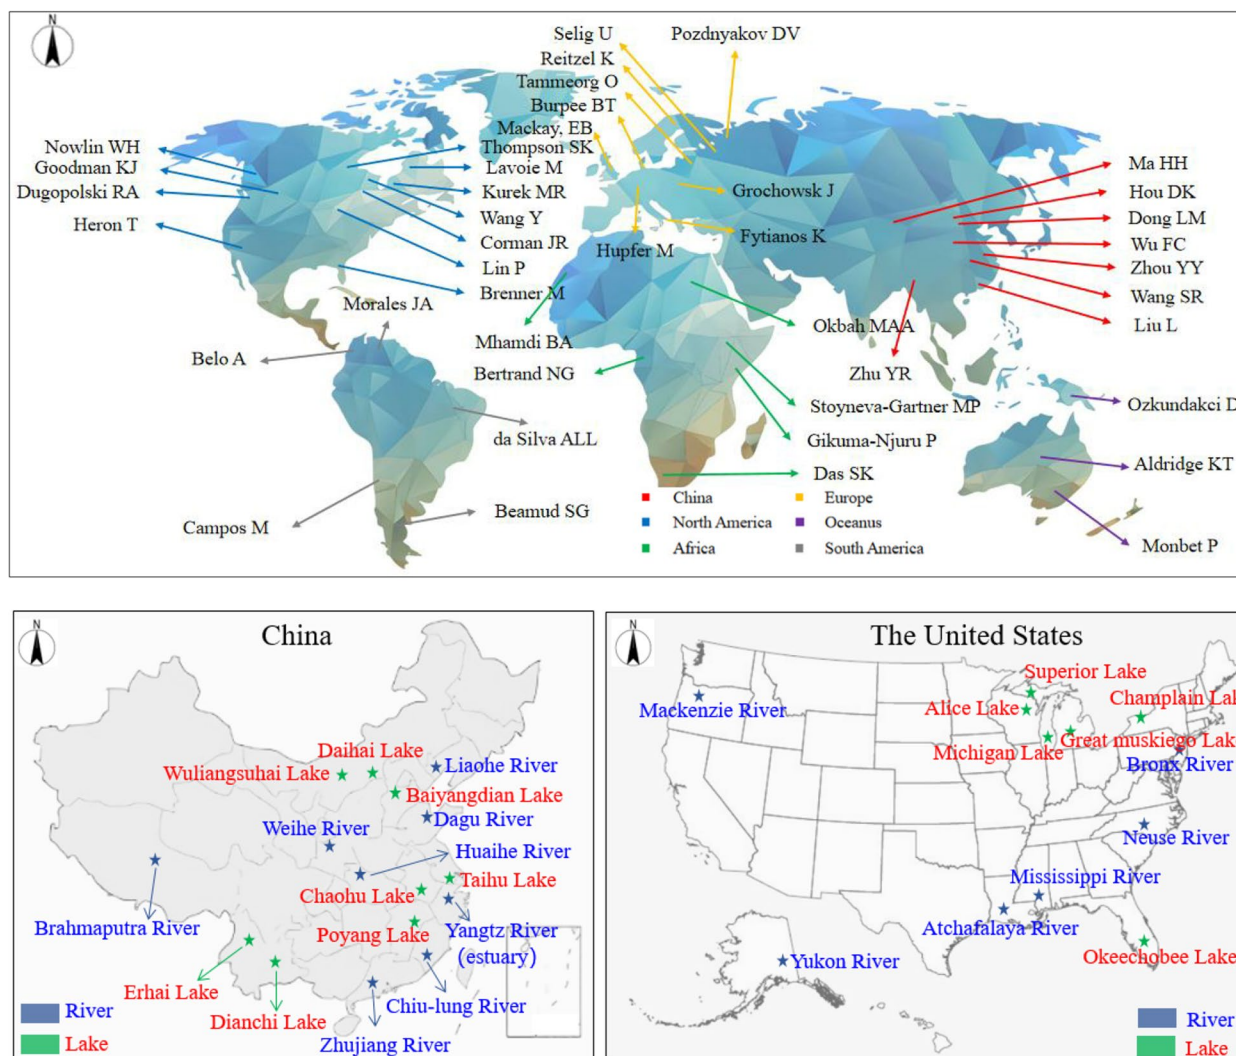 N
Selig U
Pozdnyakov DV
Reitzel K
Tammeorg O
Burpee BT
Mackay, EB
Nowlin WH
Thompson SK
Goodman KJ
Lavoie M
Ma HH
Dugopolski RA
Kurek MR
Grochowsk J
Hou DK
Heron T
Wang Y
Dong LM
Corman JR
Hupfer M
Fytianos K
Wu FC
Lin P
Zhou YY
Brenner M
Wang SR
Morales JA
Okbah MAA
Liu L
Belo A
Mhamdi BA
Bertrand NG
Zhu YR
da Silva ALL
Stoyneva-Gartner MP
Ozkundakci D
Gikuma-Njuru P
Das SK
Aldridge KT
Campos M
Beamud SG
Monbet P
China
Europe
North America
Oceanus
Africa
South America
N
China
Daihai Lake
Wuliangsuhai Lake
Liaohe River
Baiyangdian Lake
Dagu River
Weihe River
Huaihe River
Taihu Lake
Chaohu Lake
Brahmaputra River
Poyang Lake
Yangtz River
(estuary)
Erhai Lake
Chiu-lung River
Dianchi Lake
Zhujiang River
River
Lake
N
The United States
Superior Lake
Mackenzie River
Alice Lake
Champlain Lak
Michigan Lake
Great muskiego Lake
Bronx River
Neuse River
Mississippi River
Atchafalaya River
Okeechobee Lake
Yukon River
River
Lake